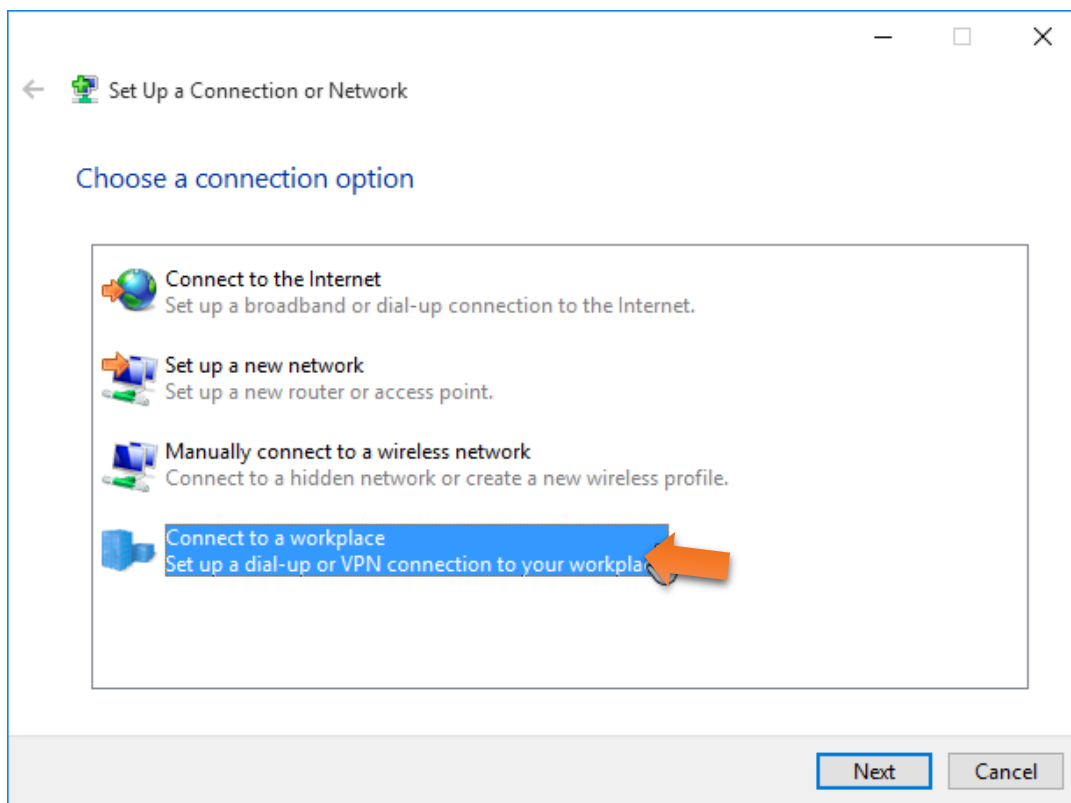 Set Up a Connection or Network
Choose a connection option
Connect to the Internet
Set up a broadband or dial-up connection to the Internet.
Set up a new network
Set up a new router or access point.
Manually connect to a wireless network
Connect to a hidden network or create a new wireless profile.
Connect to a workplace
Set up a dial-up or VPN connection to your
Next
Cancel